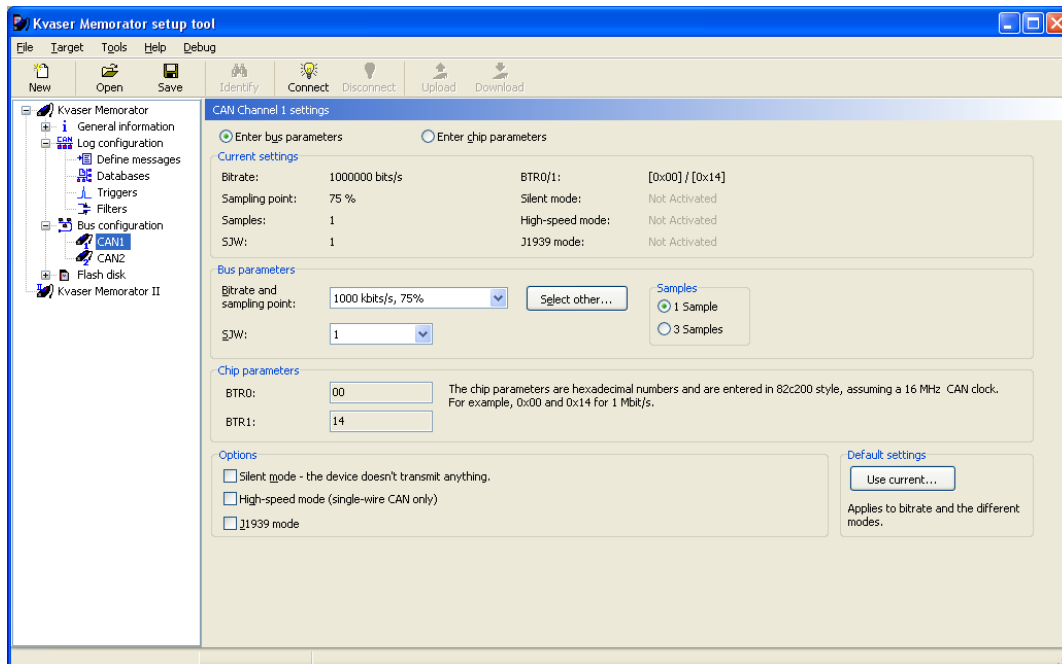 Kvaser Memorator setup tool
File Target Tools Help Debug
New Open Save Identify Connect Disconnect Upload Download
Kvaser Memorator
General information
Log configuration
Define messages
Databases
Triggers
Filters
Bus configuration
CAN1
CAN2
Flash disk
Kvaser Memorator II
CAN Channel 1 settings
Enter bus parameters Enter chip parameters
Current settings
Bitrate: 1000000 bits/s BTR0/1: [0x00] / [0x14]
Sampling point: 75 % Silent mode: Not Activated
Samples: 1 High-speed mode: Not Activated
SJW: 1 J1939 mode: Not Activated
Bus parameters
Bitrate and
sampling point: 1000 kbits/s, 75% Select other...
SJW: 1
Samples
1 Sample
3 Samples
Chip parameters
BTR0: 00
BTR1: 14
The chip parameters are hexadecimal numbers and are entered in 82c200 style, assuming a 16 MHz CAN clock.
For example, 0x00 and 0x14 for 1 Mbit/s.
Options
Silent mode - the device doesn't transmit anything.
High-speed mode (single-wire CAN only)
J1939 mode
Default settings
Use current...
Applies to bitrate and the different
modes.